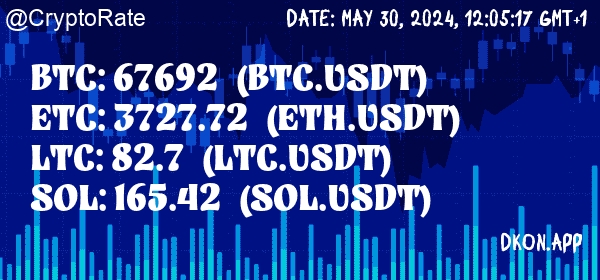 @CryptoRate
DATE: MAY 30, 2024, 12:05:17 GMT+1
BTC: 67692 (BTC.USDT)
ETC: 3727.72 (ETH.USDT)
LTC: 82.7 (LTC.USDT)
SOL: 165.42 (SOL.USDT)
DKON.APP